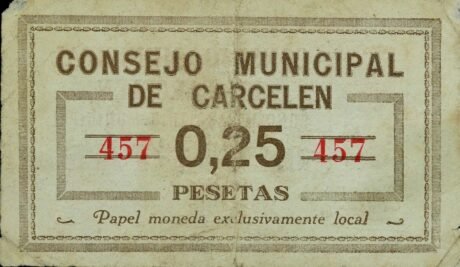 CONSEJO MUNICIPAL
DE CARCELEN
457 0,25 457
PESETAS
Papel moneda exclusivamente local